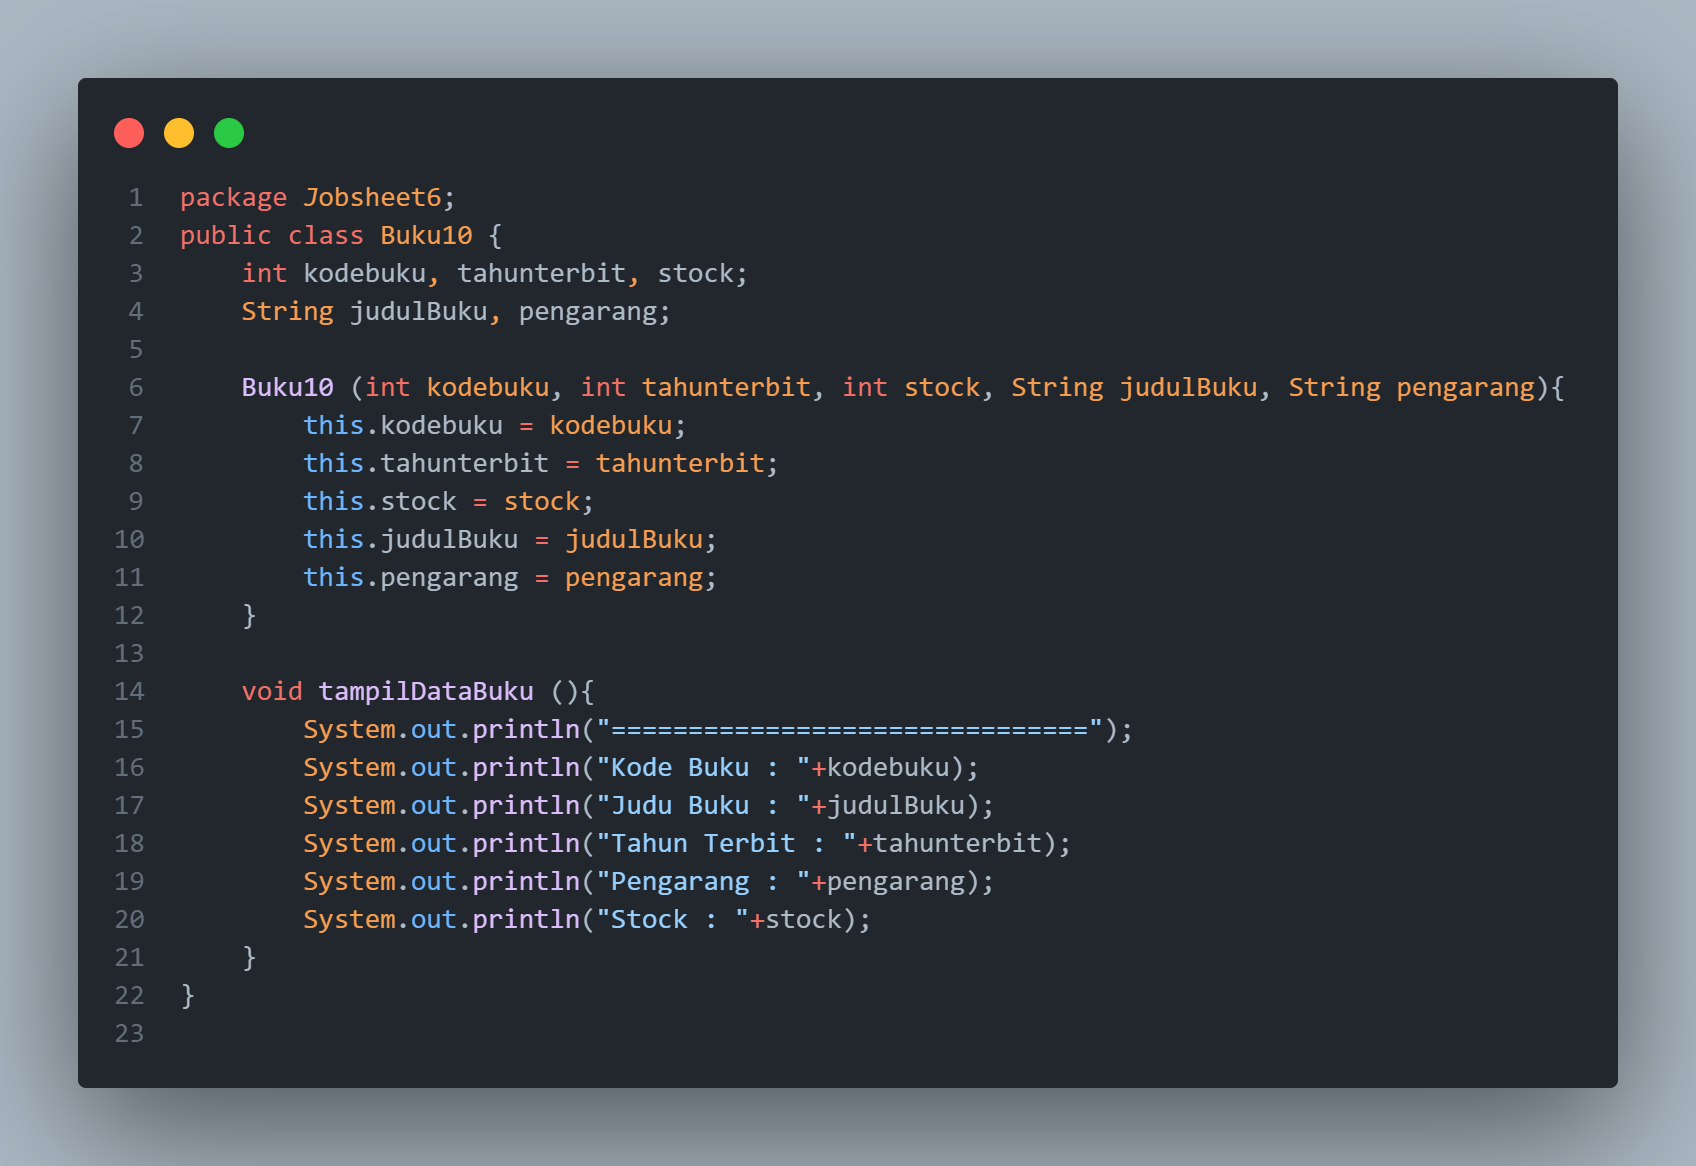 1 package Jobsheet6;
2 public class Buku10 {
3     int kodebuku, tahunterbit, stock;
4     String judulBuku, pengarang;
5
6     Buku10 (int kodebuku, int tahunterbit, int stock, String judulBuku, String pengarang){
7         this.kodebuku = kodebuku;
8         this.tahunterbit = tahunterbit;
9         this.stock = stock;
10         this.judulBuku = judulBuku;
11         this.pengarang = pengarang;
12     }
13
14     void tampilDataBuku (){
15         System.out.println("===============================");
16         System.out.println("Kode Buku : "+kodebuku);
17         System.out.println("Judu Buku : "+judulBuku);
18         System.out.println("Tahun Terbit : "+tahunterbit);
19         System.out.println("Pengarang : "+pengarang);
20         System.out.println("Stock : "+stock);
21     }
22 }
23